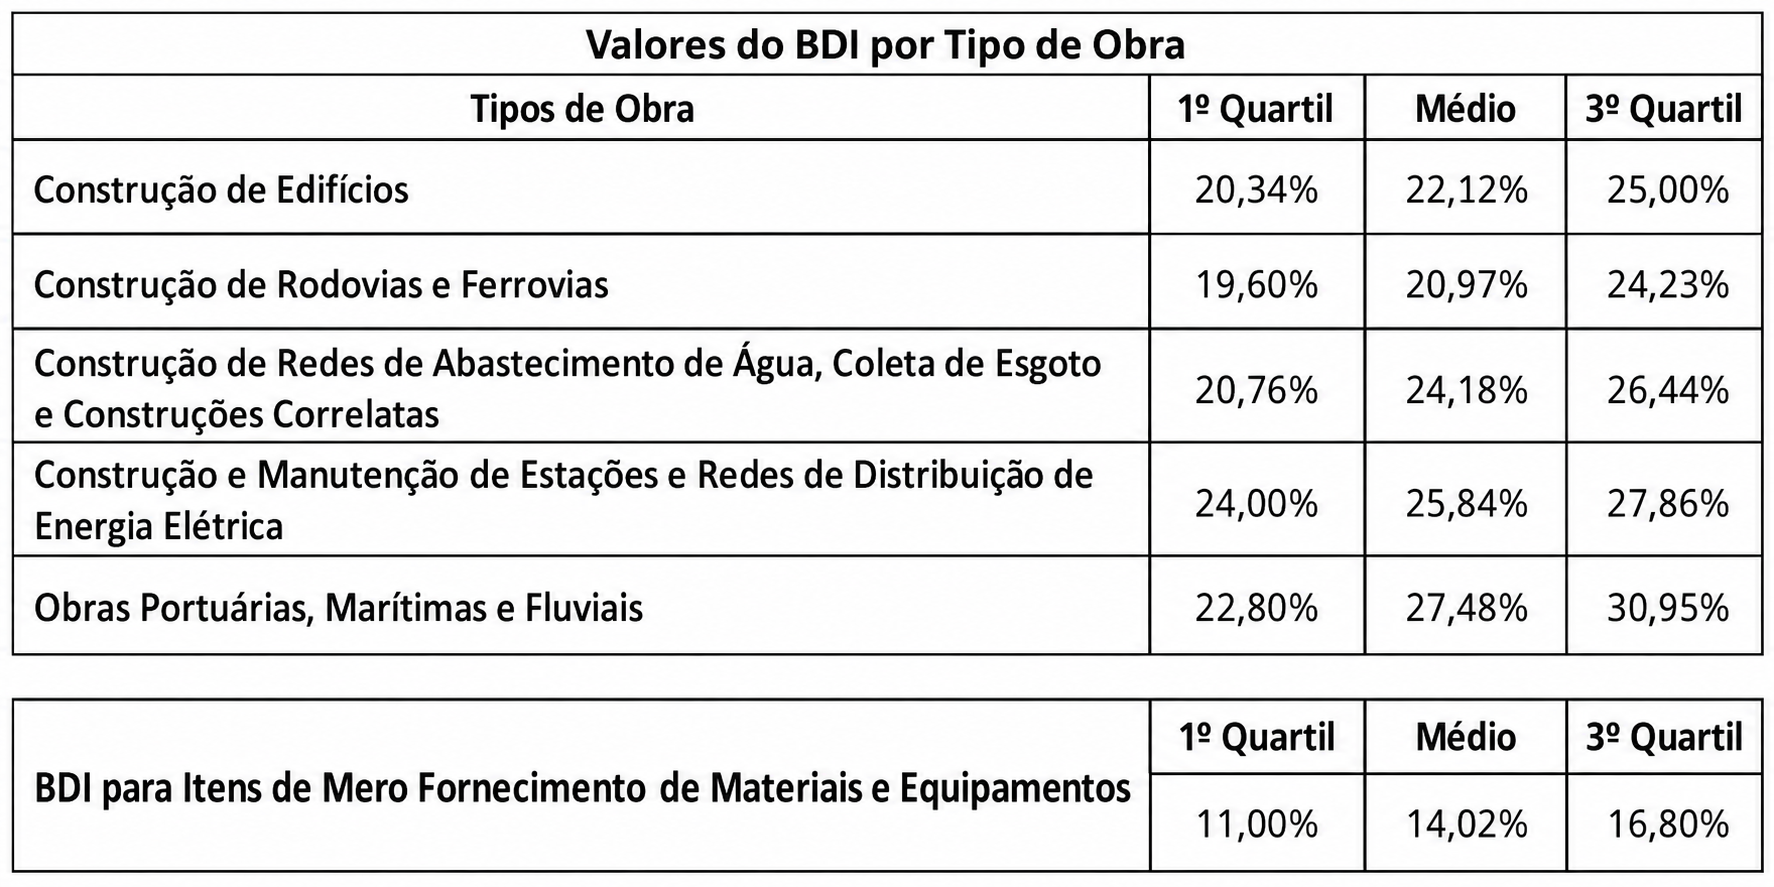 Valores do BDI por Tipo de Obra
Tipos de Obra 1º Quartil Médio 3º Quartil
Construção de Edifícios 20,34% 22,12% 25,00%
Construção de Rodovias e Ferrovias 19,60% 20,97% 24,23%
Construção de Redes de Abastecimento de Água, Coleta de Esgoto
e Construções Correlatas 20,76% 24,18% 26,44%
Construção e Manutenção de Estações e Redes de Distribuição de
Energia Elétrica 24,00% 25,84% 27,86%
Obras Portuárias, Marítimas e Fluviais 22,80% 27,48% 30,95%
1º Quartil Médio 3º Quartil
BDI para Itens de Mero Fornecimento de Materiais e Equipamentos
11,00% 14,02% 16,80%